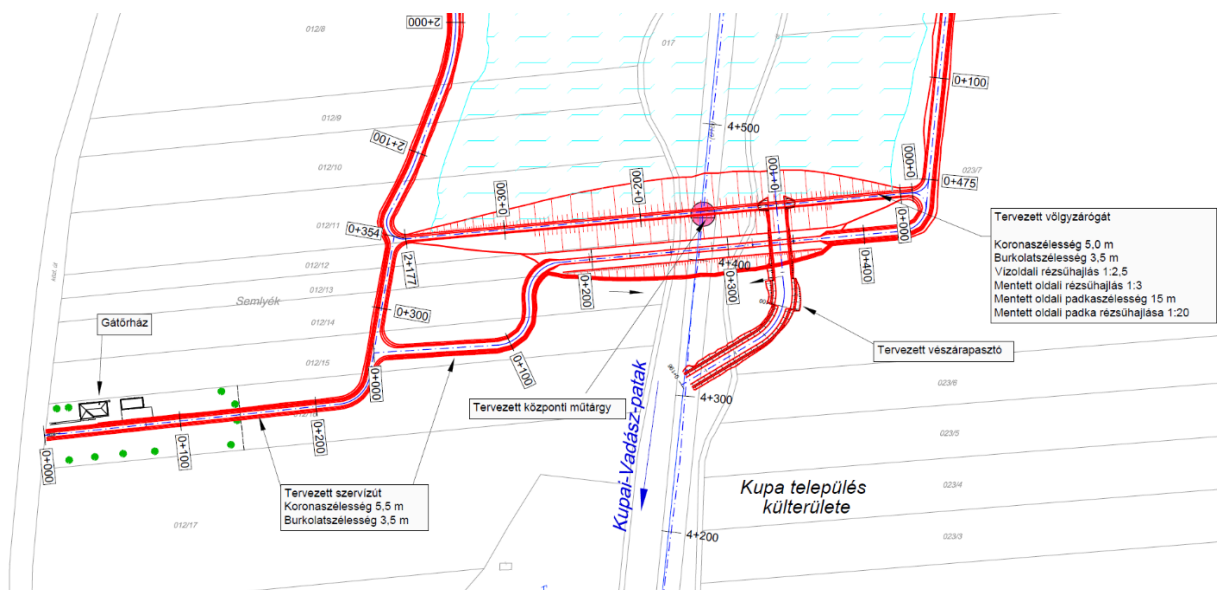 012/8
2+000
017
0+100
012/9
2+100
4+500
012/10
0+100
0+000
023/7
0+475
0+200
0+300
0+000
012/11
0+354
Tervezett völgyzárógát
Koronaszélesség 5,0 m
Burkolatszélesség 3,5 m
Vízoldali rézsűhajlás 1:2,5
Mentett oldali rézsűhajlás 1:3
Mentett oldali padkaszélesség 15 m
Mentett oldali padka rézsűhajlása 1:20
2+177
012/12
4+400
0+400
0+200
0+300
012/13
Semlyék
0+300
012/14
Gátőrház
Tervezett vészárapasztó
0+100
012/15
0+000
023/6
4+300
Tervezett központi műtárgy
0+200
0+100
0+000
023/5
Kupai-Vadász-patak
Kupa település
külterülete
023/4
Tervezett szervízút
Koronaszélesség 5,5 m
Burkolatszélesség 3,5 m
012/17
4+200
023/3